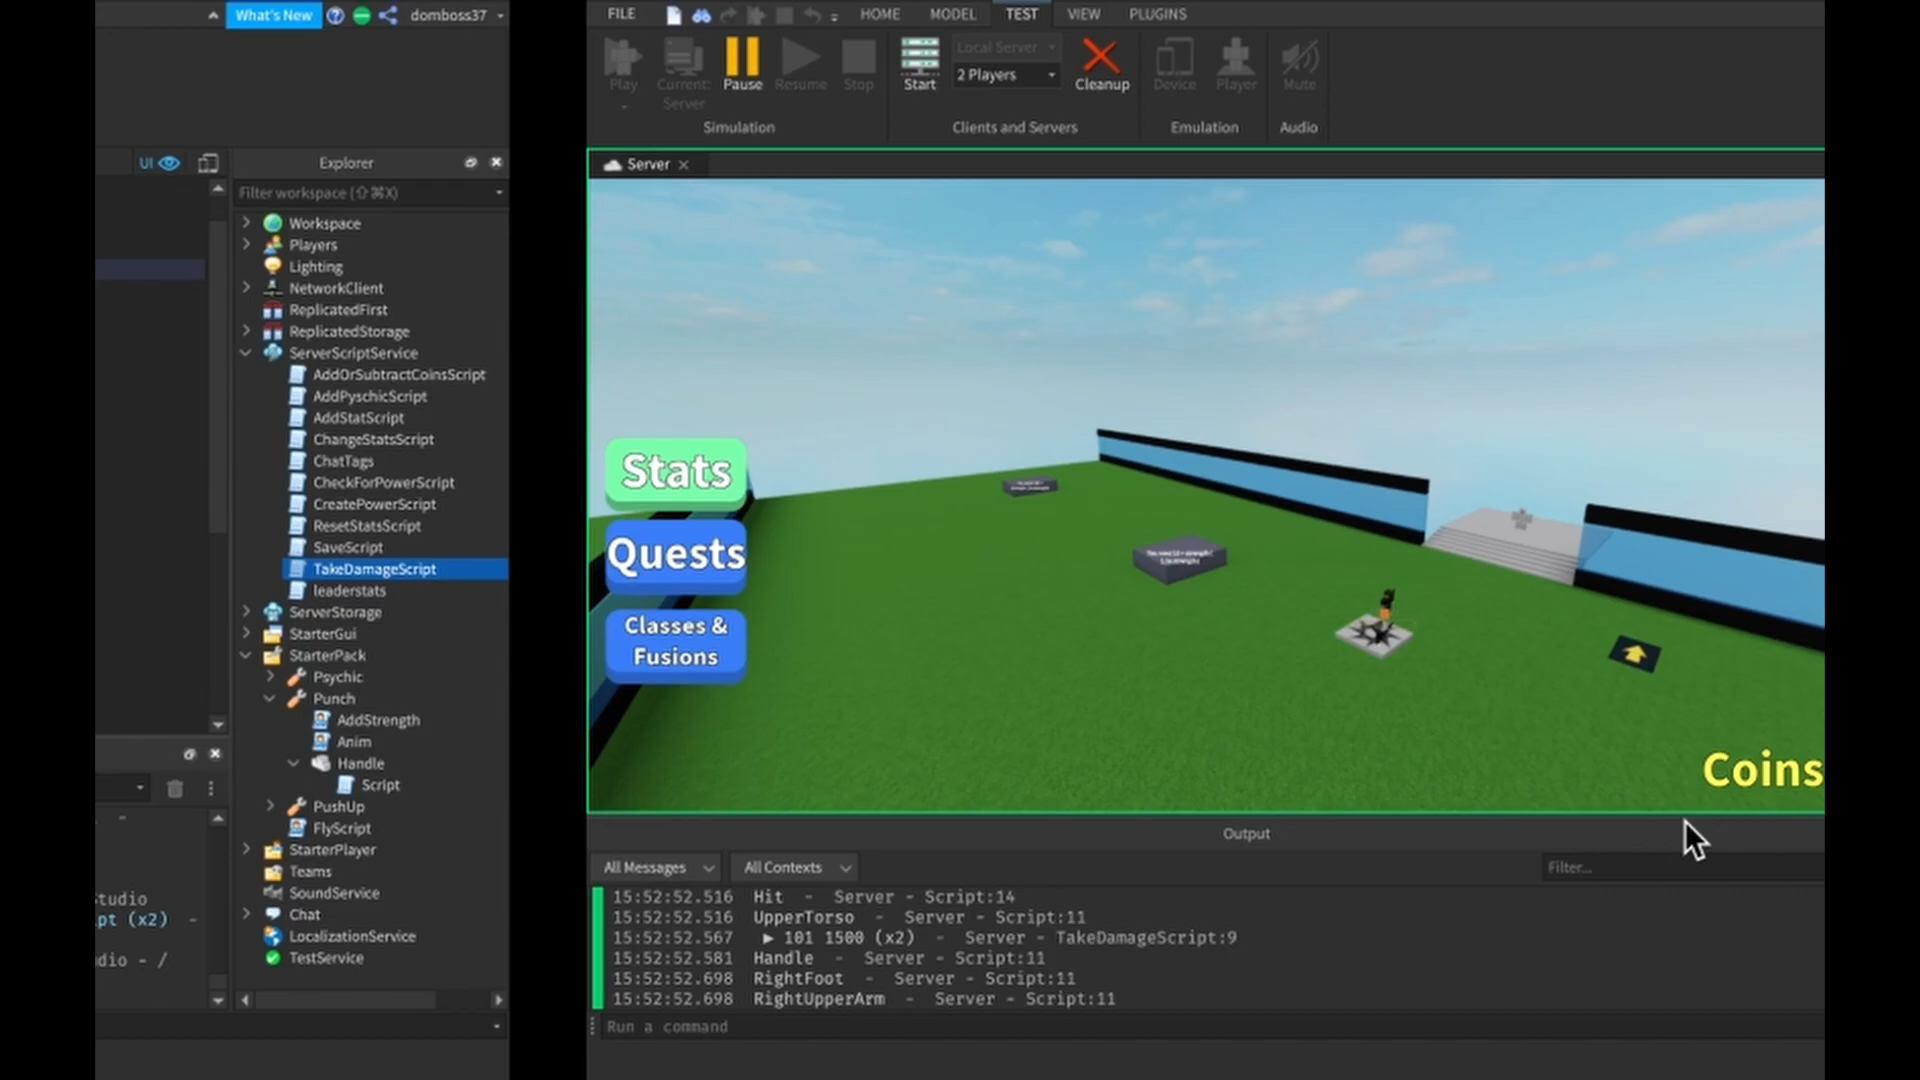 What's New
domboss37
UI
Explorer
Filter workspace (⇧⌘X)
Workspace
Players
Lighting
NetworkClient
ReplicatedFirst
ReplicatedStorage
ServerScriptService
AddOrSubtractCoinsScript
AddPyschicScript
AddStatScript
ChangeStatsScript
ChatTags
CheckForPowerScript
CreatePowerScript
ResetStatsScript
SaveScript
TakeDamageScript
leaderstats
ServerStorage
StarterGui
StarterPack
Psychic
Punch
AddStrength
Anim
Handle
Script
PushUp
FlyScript
StarterPlayer
Teams
SoundService
Chat
LocalizationService
TestService
tudio
pt (x2) -
dio - /
FILE
HOME
MODEL
TEST
VIEW
PLUGINS
Play
Current:
Server
Pause
Resume
Stop
Simulation
Start
Local Server
2 Players
Cleanup
Clients and Servers
Device
Player
Emulation
Mute
Audio
Server
Stats
Quests
Classes &
Fusions
Coins
Output
All Messages
All Contexts
Filter...
15:52:52.516 Hit - Server - Script:14
15:52:52.516 UpperTorso - Server - Script:11
15:52:52.567 ▶ 101 1500 (x2) - Server - TakeDamageScript:9
15:52:52.581 Handle - Server - Script:11
15:52:52.698 RightFoot - Server - Script:11
15:52:52.698 RightUpperArm - Server - Script:11
Run a command